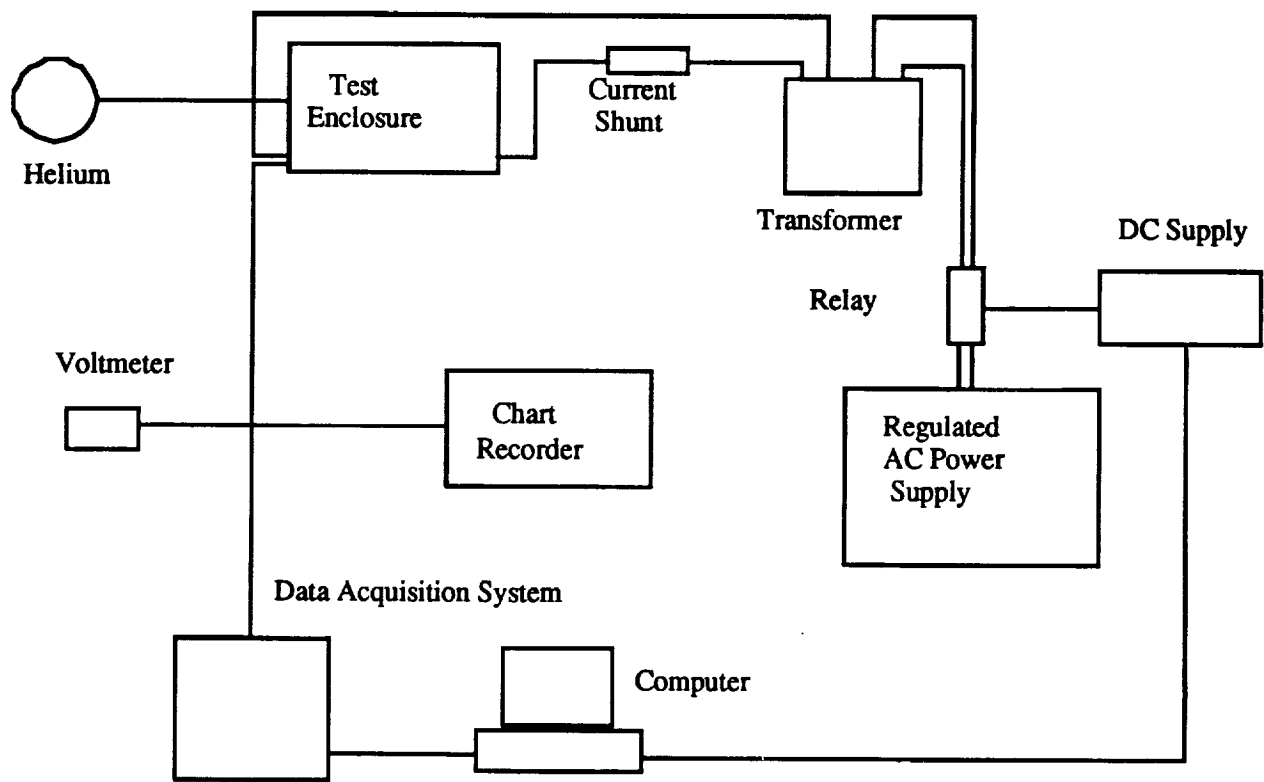 Test
Enclosure
Current
Shunt
Helium
Transformer
DC Supply
Relay
Voltmeter
Chart
Recorder
Regulated
AC Power
Supply
Data Acquisition System
Computer